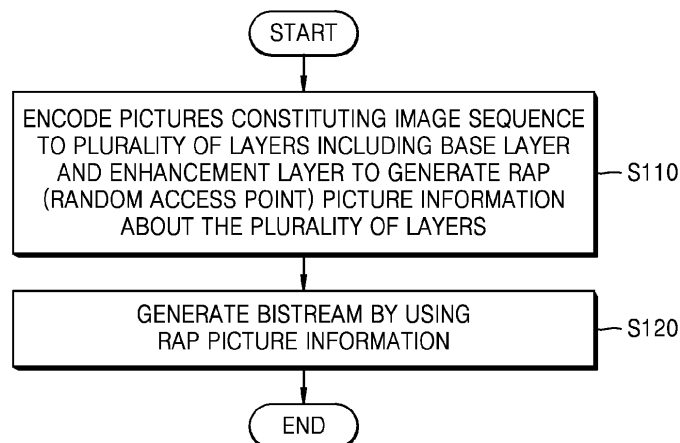 START
ENCODE PICTURES CONSTITUTING IMAGE SEQUENCE
TO PLURALITY OF LAYERS INCLUDING BASE LAYER
AND ENHANCEMENT LAYER TO GENERATE RAP
(RANDOM ACCESS POINT) PICTURE INFORMATION
ABOUT THE PLURALITY OF LAYERS
S110
GENERATE BISTREAM BY USING
RAP PICTURE INFORMATION
S120
END